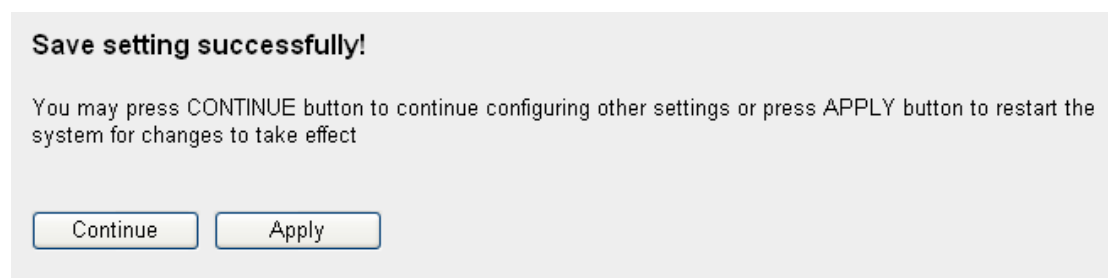 Save setting successfully!
You may press CONTINUE button to continue configuring other settings or press APPLY button to restart the
system for changes to take effect
Continue
Apply